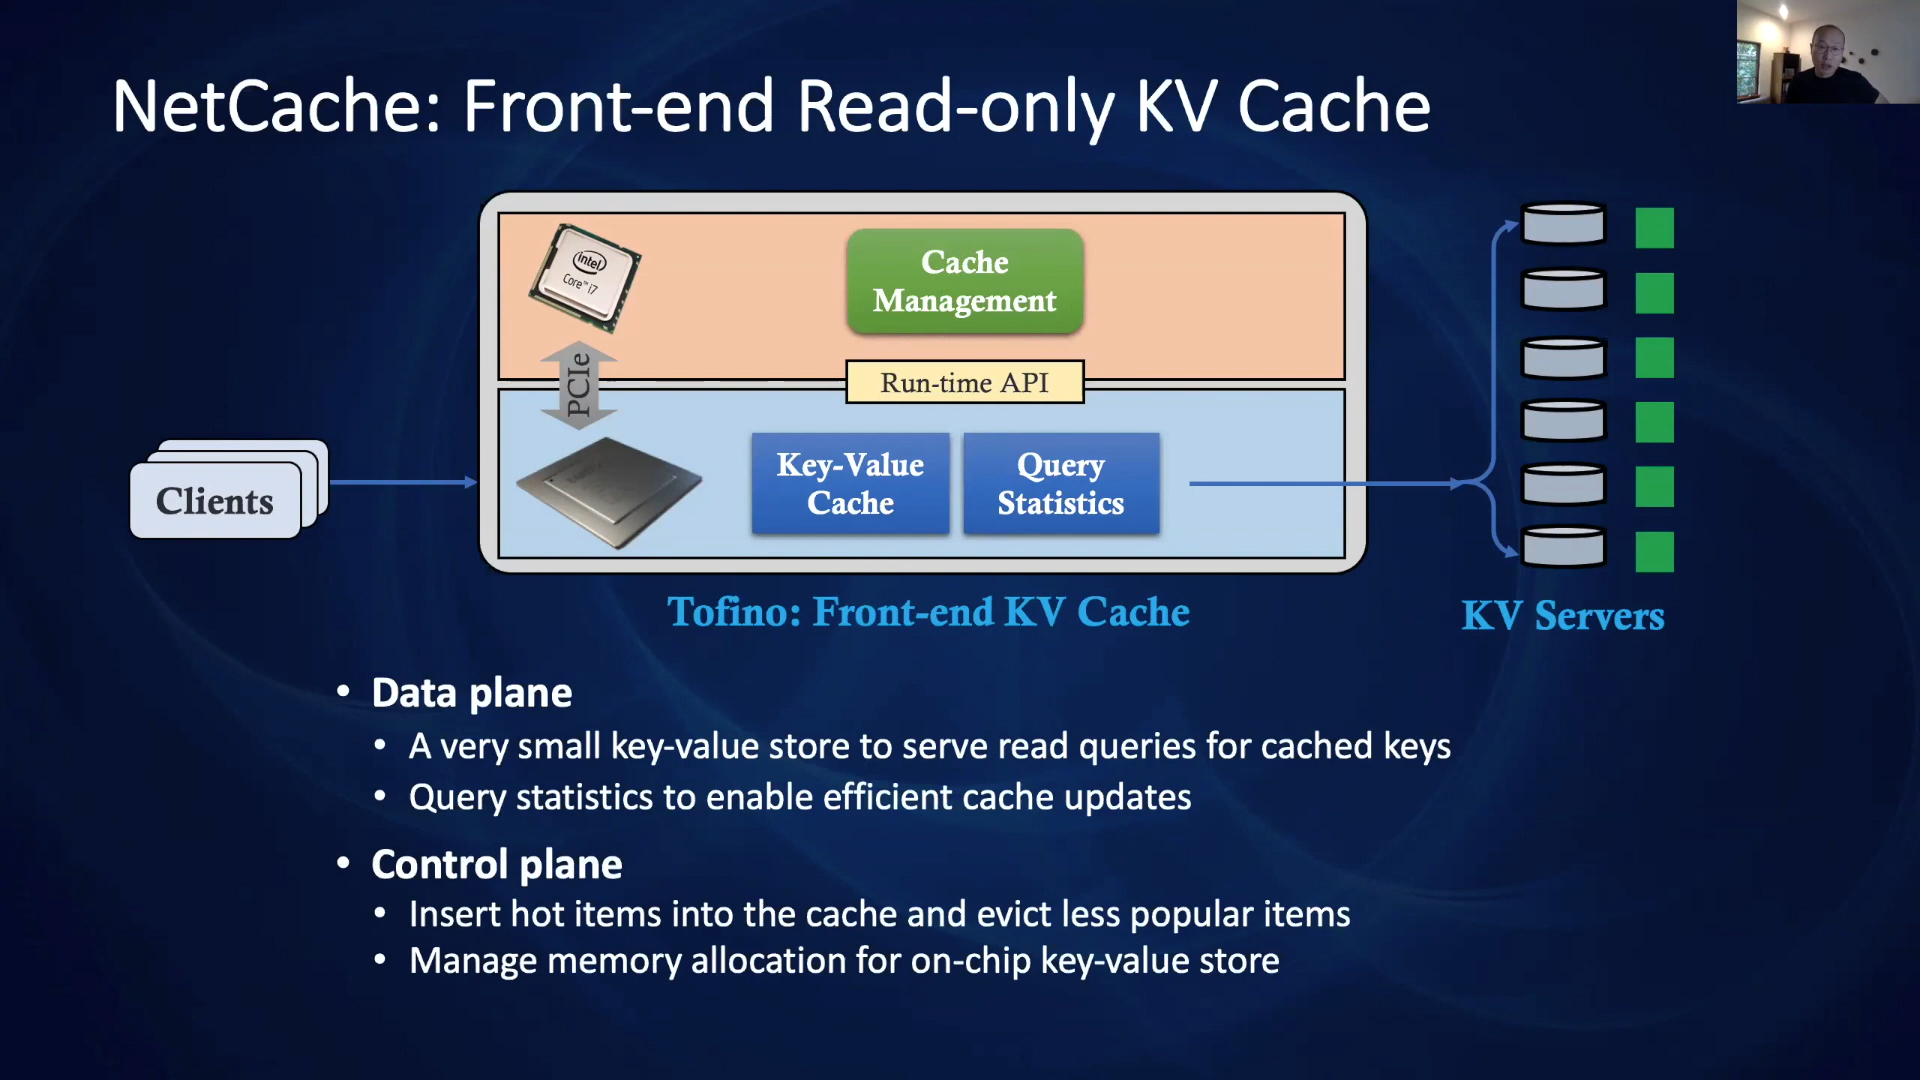 NetCache: Front-end Read-only KV Cache
intel
Core™ i7
Cache
Management
PCIe
Run-time API
Clients
Key-Value
Cache
Query
Statistics
Tofino: Front-end KV Cache
KV Servers
• Data plane
• A very small key-value store to serve read queries for cached keys
• Query statistics to enable efficient cache updates
• Control plane
• Insert hot items into the cache and evict less popular items
• Manage memory allocation for on-chip key-value store